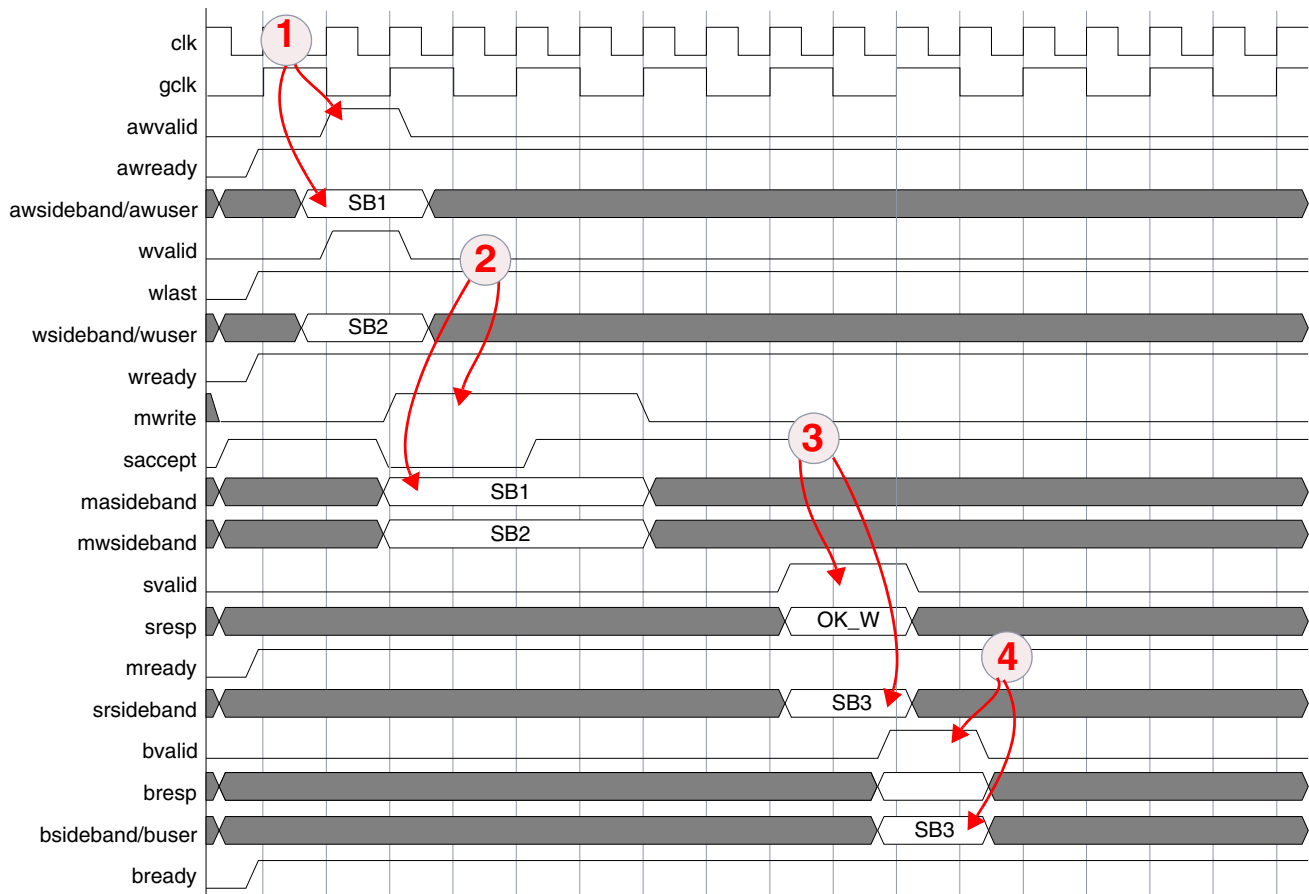 1
clk
gclk
awvalid
awready
awsideband/awuser SB1
wvalid
2
wlast
wsideband/wuser SB2
wready
mwrite
3
saccept
masideband SB1
mwsideband SB2
svalid
sresp OK_W
4
mready
srsideband SB3
bvalid
bresp
bsideband/buser SB3
bready